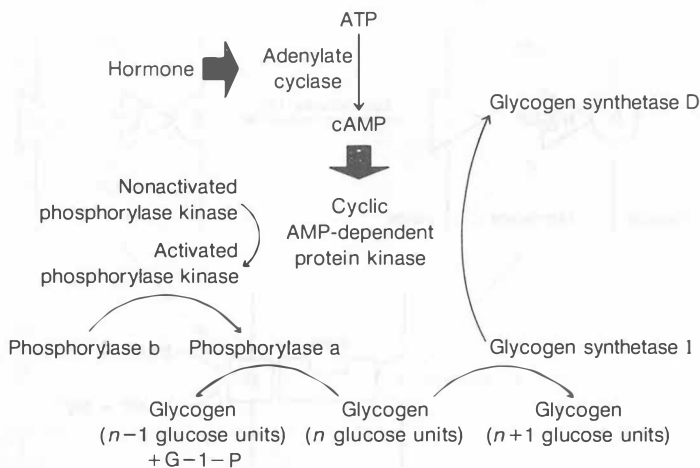 ATP
Hormone
Adenylate
cyclase
cAMP
Glycogen synthetase D
Nonactivated
phosphorylase kinase
Cyclic
AMP-dependent
protein kinase
Activated
phosphorylase kinase
Phosphorylase b
Phosphorylase a
Glycogen synthetase 1
Glycogen
(n−1 glucose units)
+G−1−P
Glycogen
(n glucose units)
Glycogen
(n+1 glucose units)